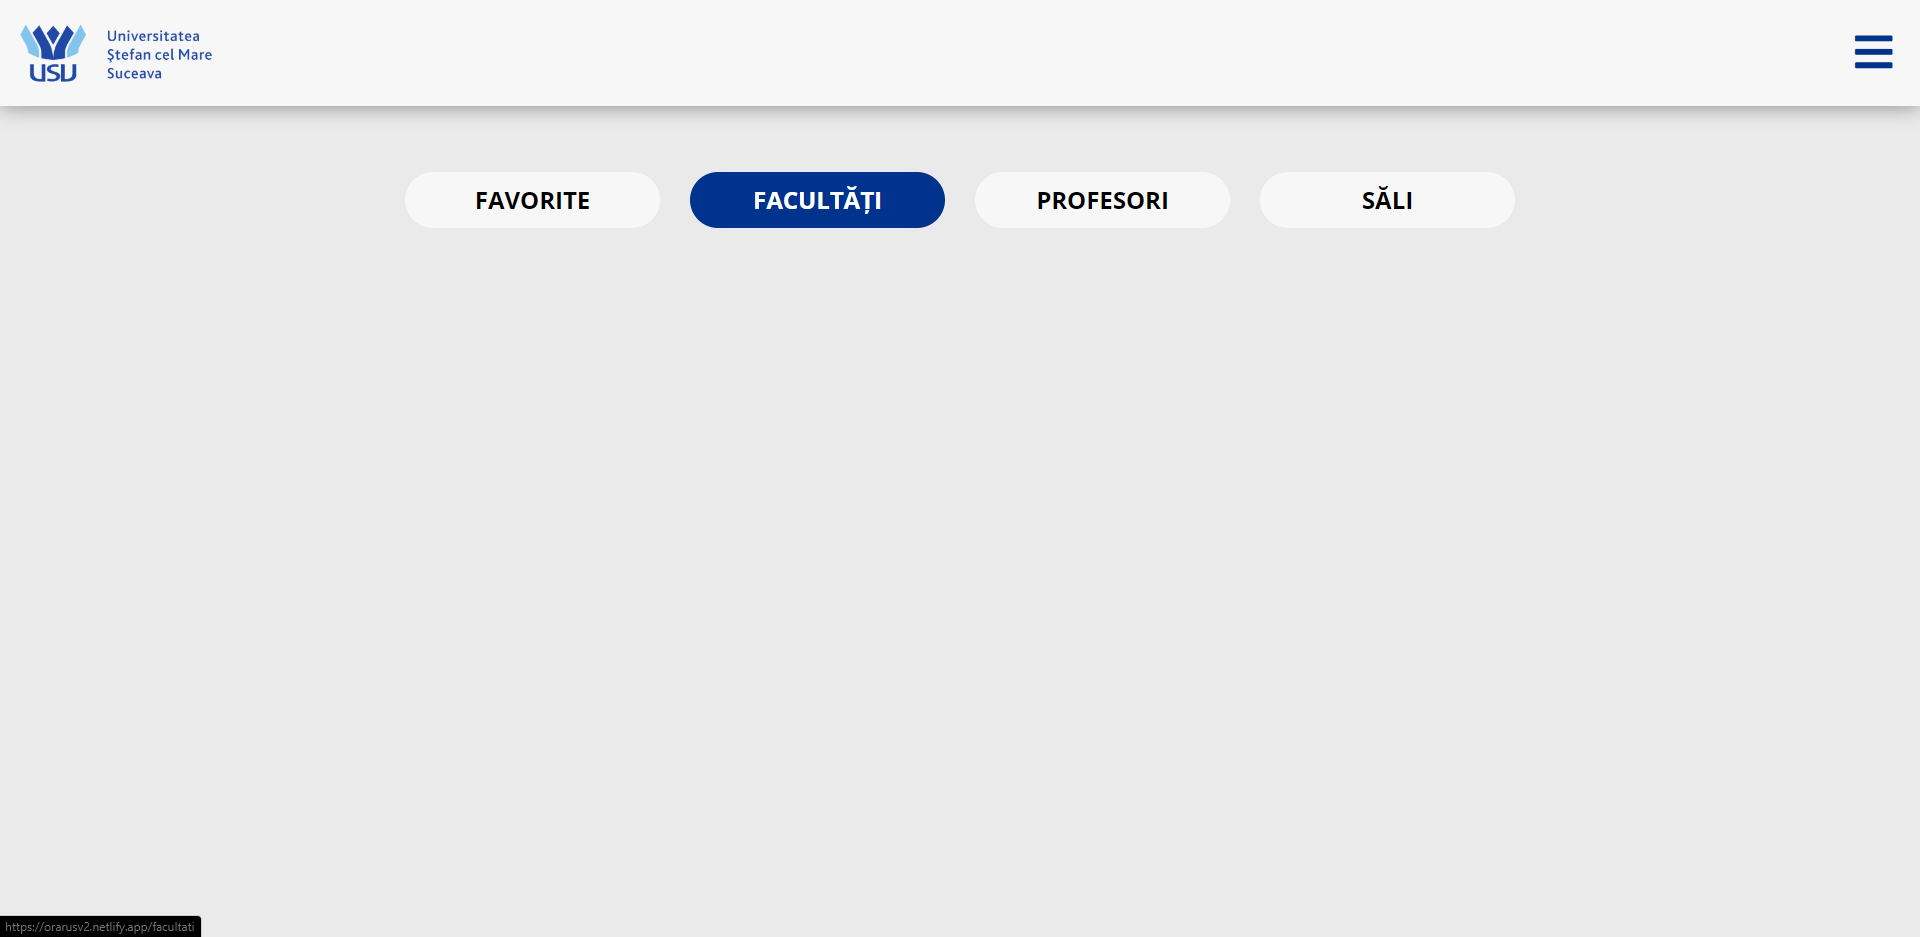 Universitatea
Ştefan cel Mare
Suceava
USU
FAVORITE
FACULTĂȚI
PROFESORI
SĂLI
https://orarusv2.netlify.app/facultati